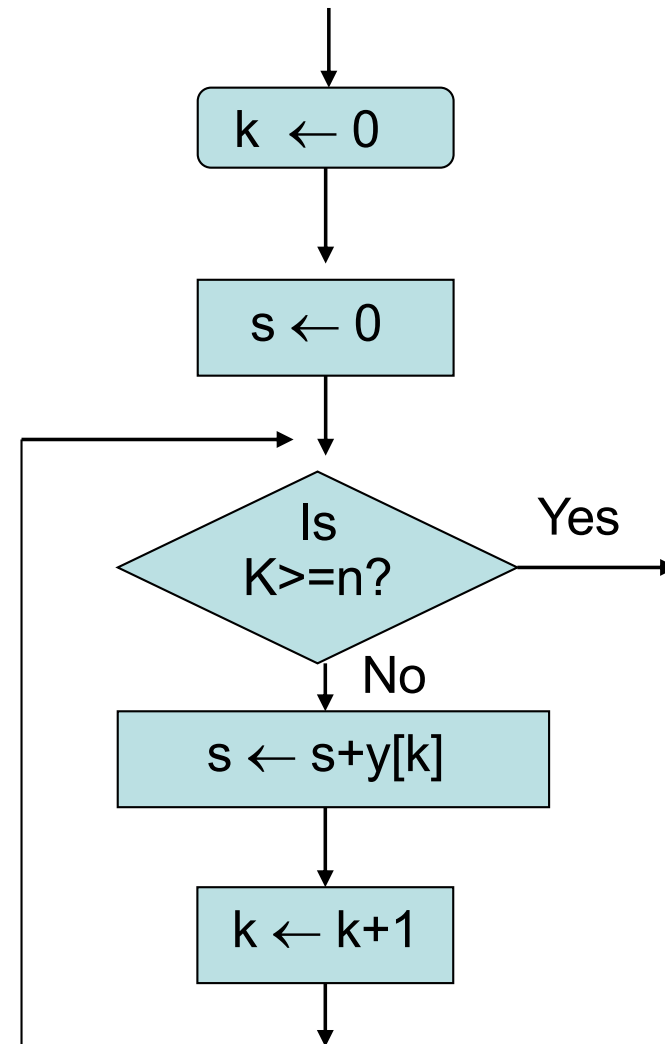 k ← 0
s ← 0
Is
K>=n?
Yes
No
s ← s+y[k]
k ← k+1